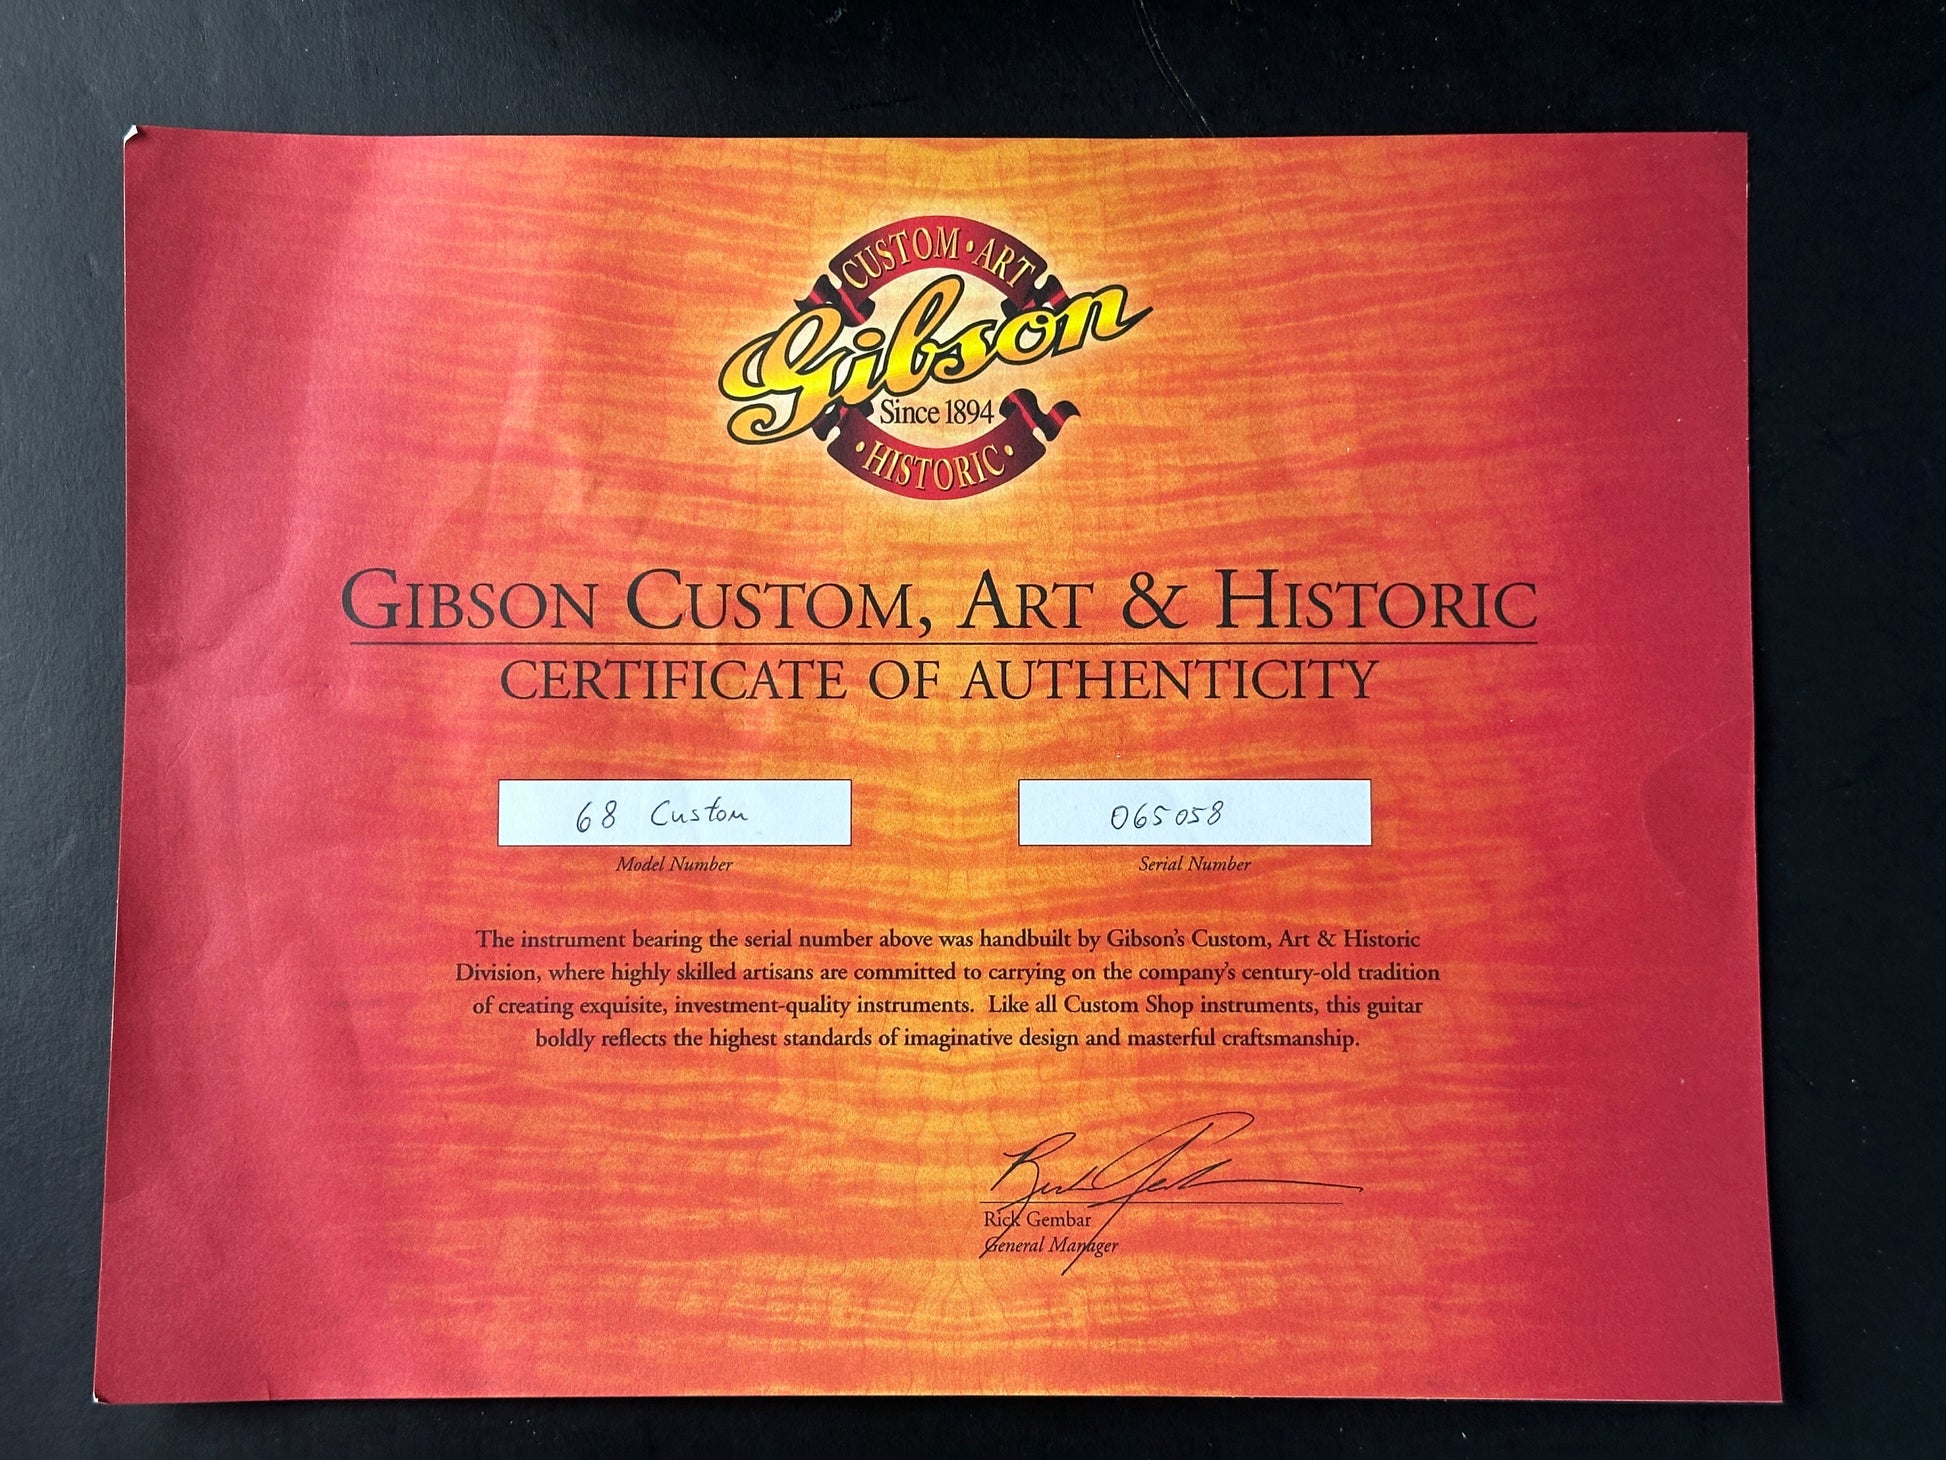 CUSTOM • ART
Gibson
Since 1894
• HISTORIC •
GIBSON CUSTOM, ART & HISTORIC
CERTIFICATE OF AUTHENTICITY
68 Custom
065058
Model Number
Serial Number
The instrument bearing the serial number above was handbuilt by Gibson's Custom, Art & Historic
Division, where highly skilled artisans are committed to carrying on the company's century-old tradition
of creating exquisite, investment-quality instruments. Like all Custom Shop instruments, this guitar
boldly reflects the highest standards of imaginative design and masterful craftsmanship.
Rick Gembar
General Manager